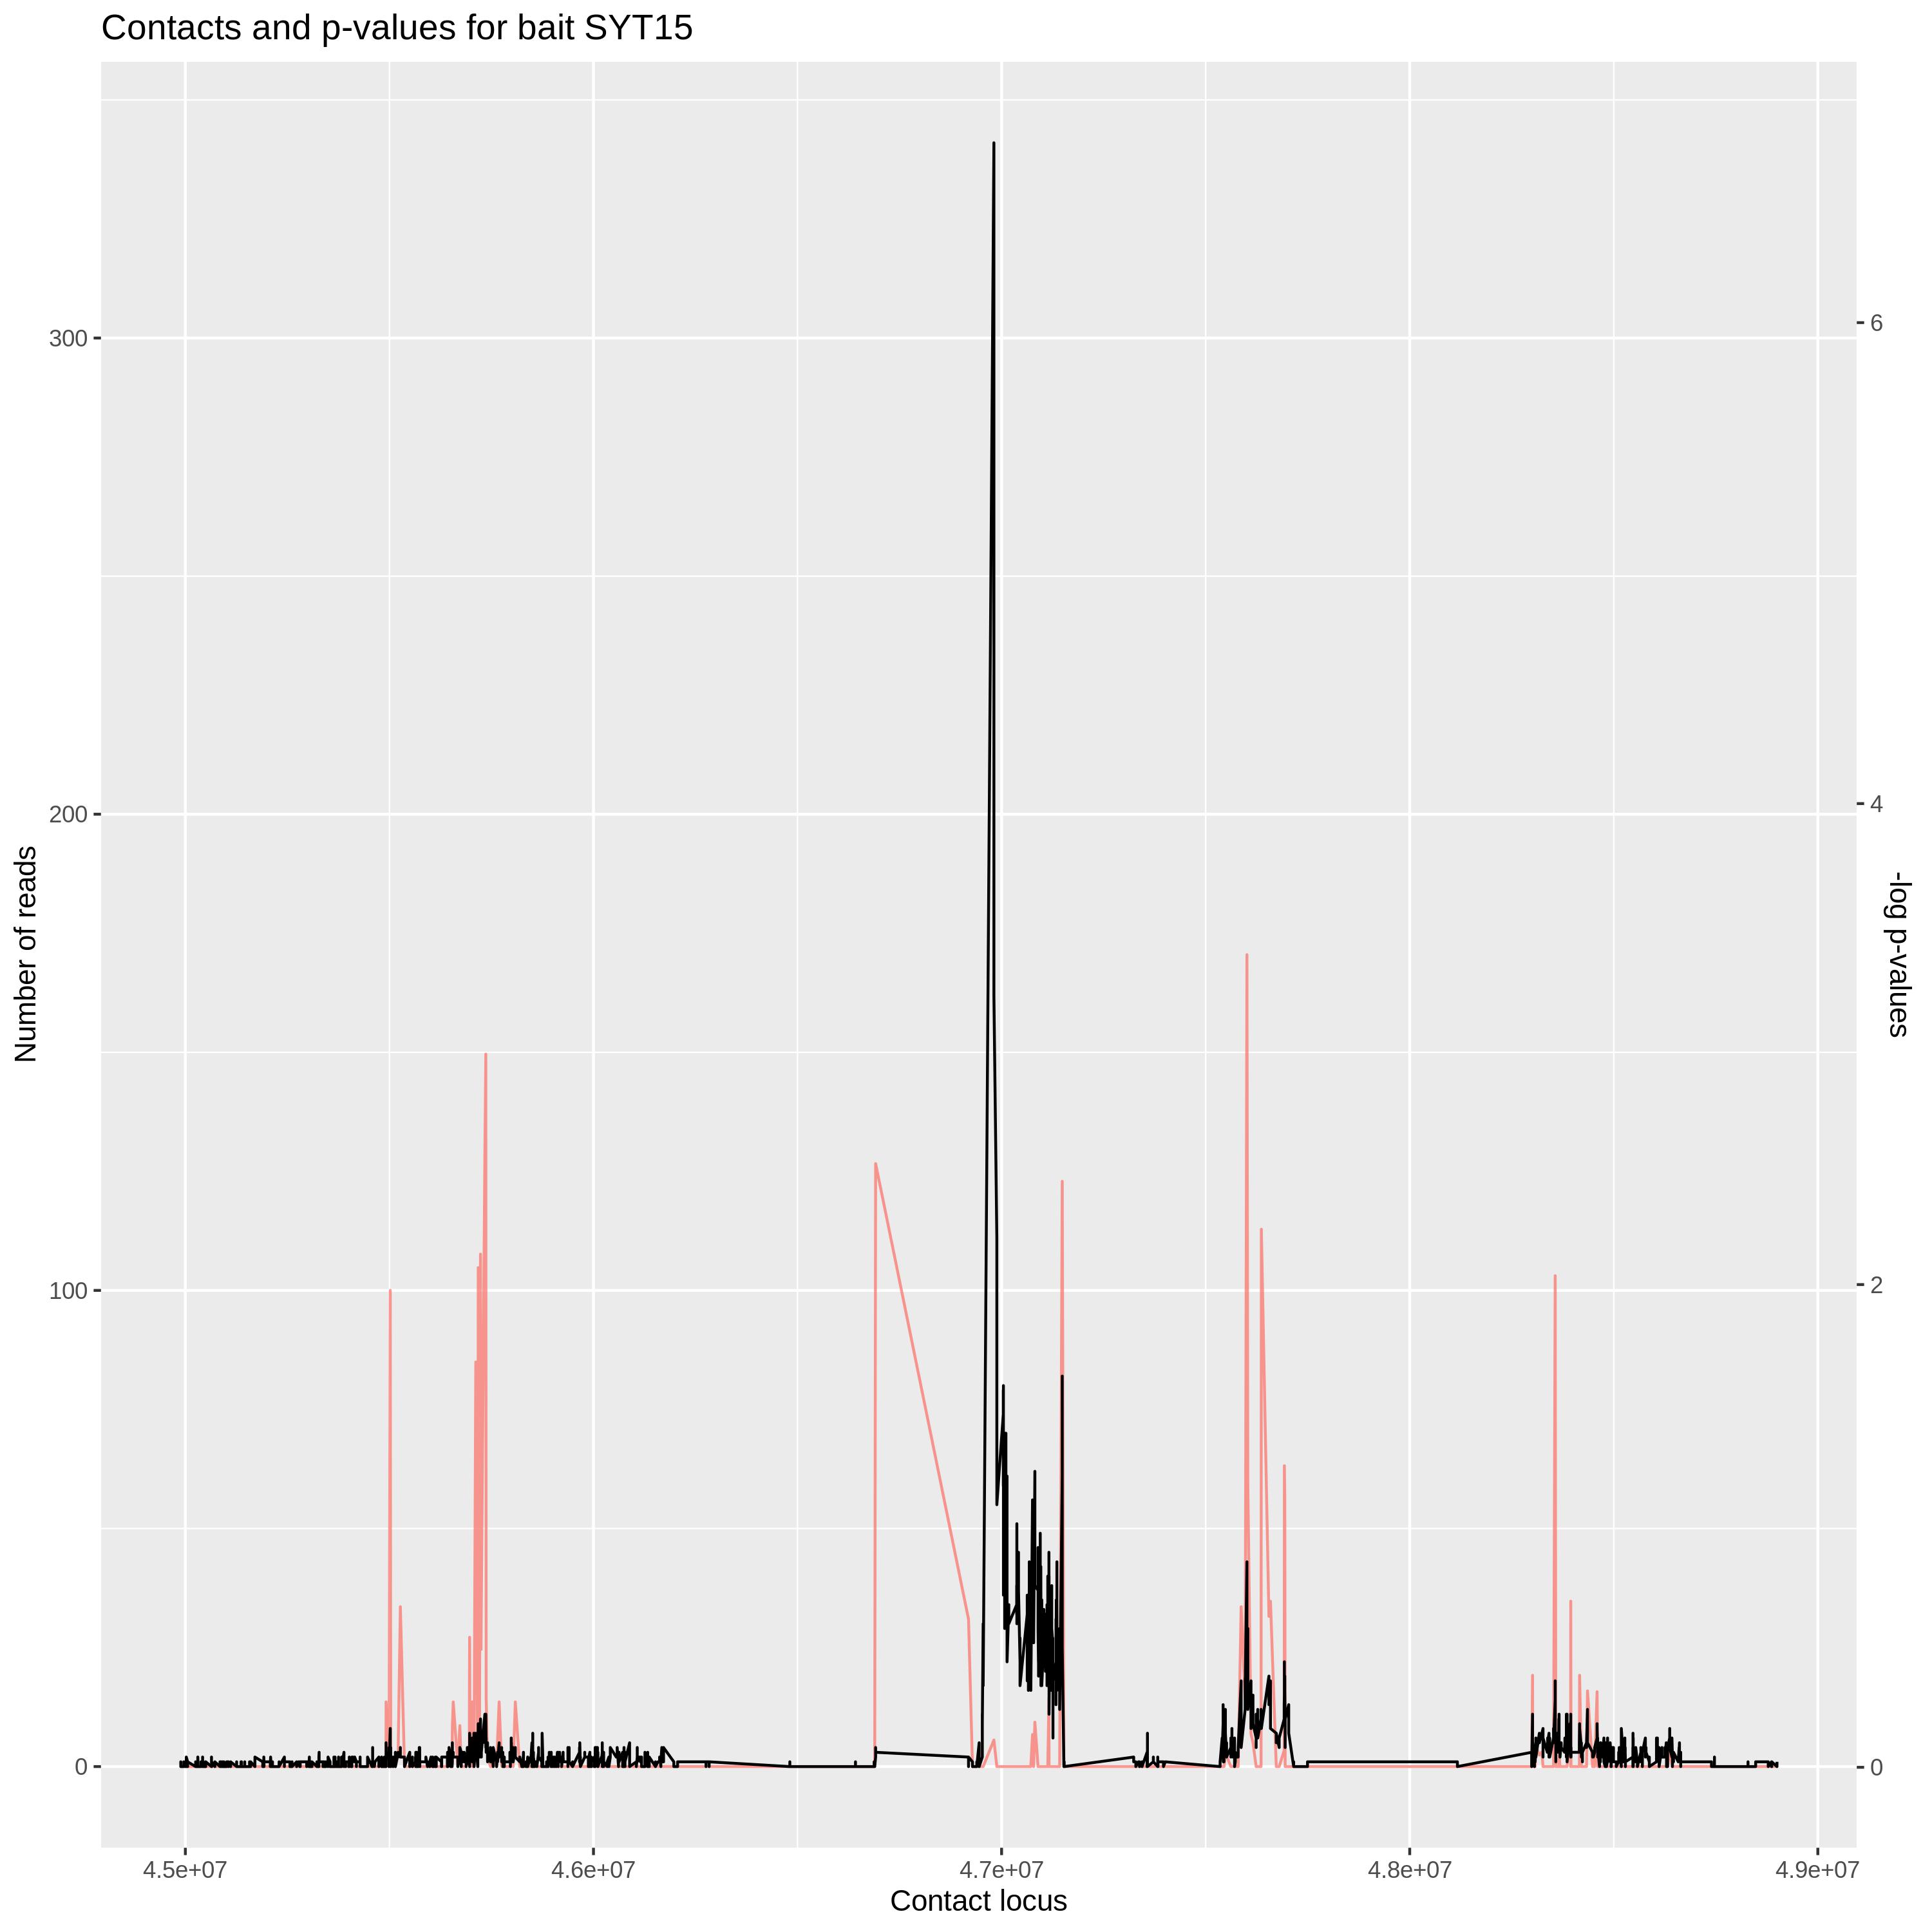 Contacts and p-values for bait SYT15
300
200
100
0
Number of reads
6
4
2
0
-log p-values
4.5e+07
4.6e+07
4.7e+07
4.8e+07
4.9e+07
Contact locus